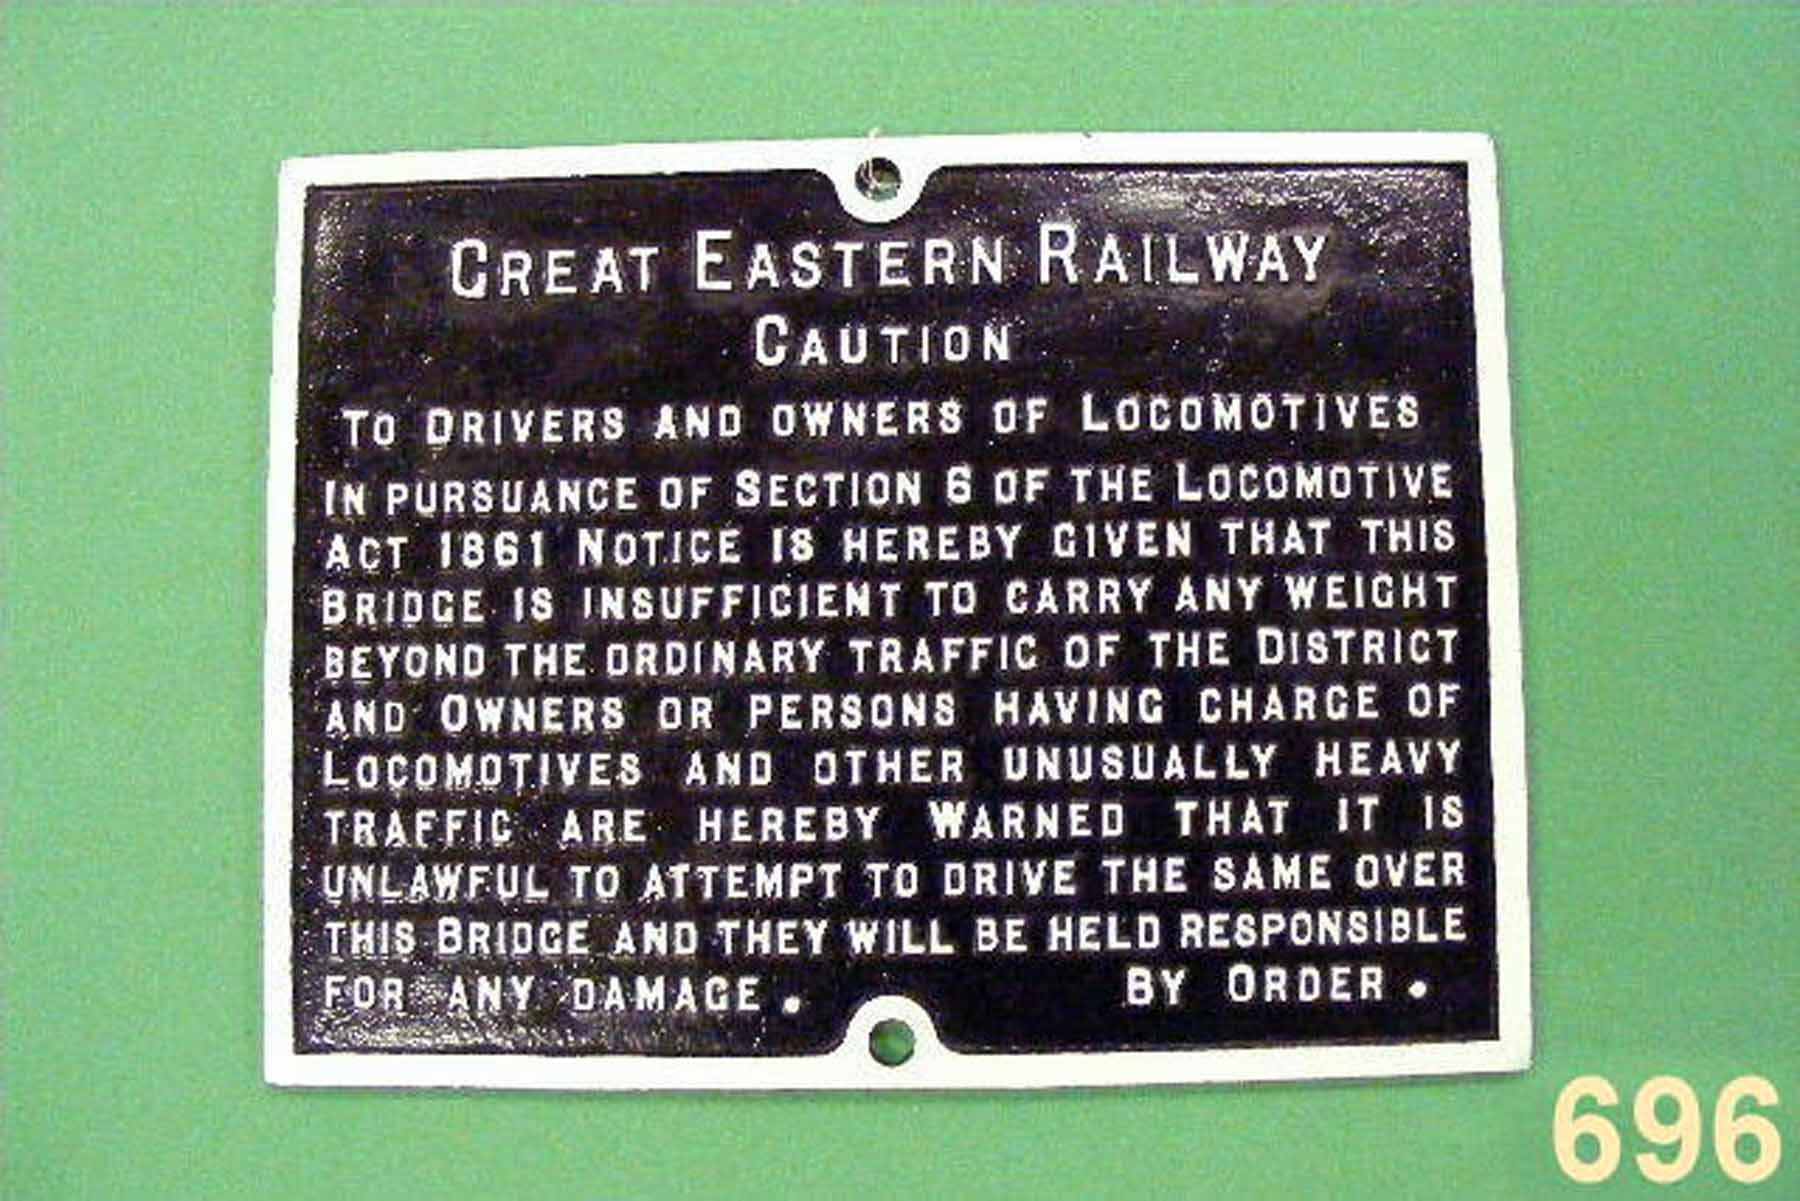 GREAT EASTERN RAILWAY
CAUTION
TO DRIVERS AND OWNERS OF LOCOMOTIVES
IN PURSUANCE OF SECTION 6 OF THE LOCOMOTIVE
ACT 1861 NOTICE IS HEREBY GIVEN THAT THIS
BRIDGE IS INSUFFICIENT TO CARRY ANY WEIGHT
BEYOND THE ORDINARY TRAFFIC OF THE DISTRICT
AND OWNERS OR PERSONS HAVING CHARGE OF
LOCOMOTIVES AND OTHER UNUSUALLY HEAVY
TRAFFIC ARE HEREBY WARNED THAT IT IS
UNLAWFUL TO ATTEMPT TO DRIVE THE SAME OVER
THIS BRIDGE AND THEY WILL BE HELD RESPONSIBLE
FOR ANY DAMAGE. BY ORDER.
696